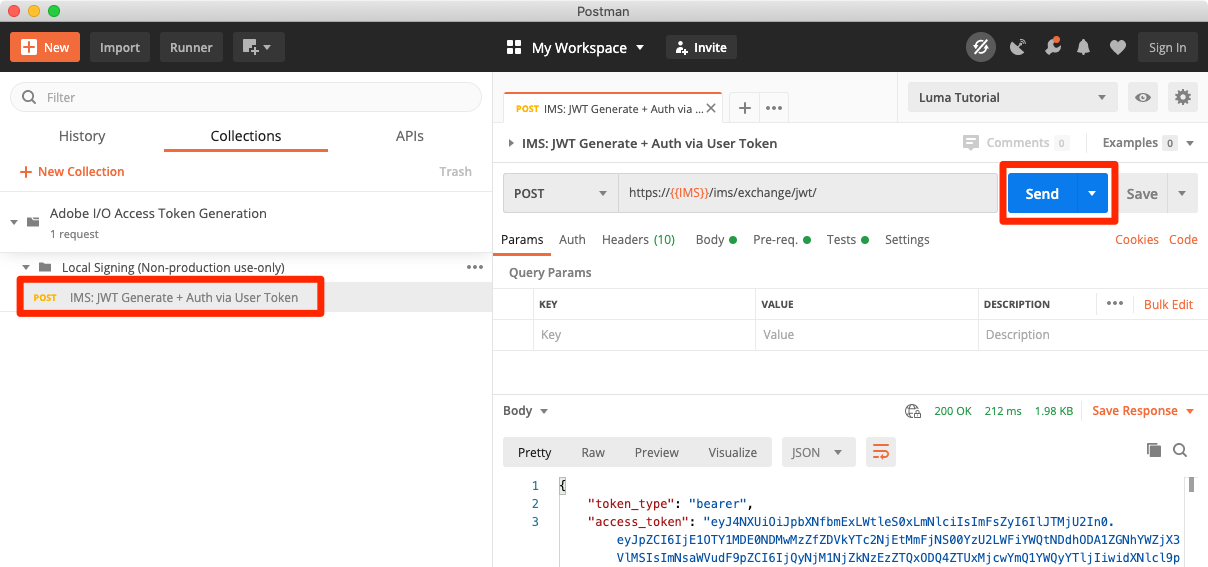 Postman
New
Import
Runner
My Workspace
Invite
Sign In
Filter
History
Collections
APIs
New Collection
Trash
Adobe I/O Access Token Generation
1 request
Local Signing (Non-production use-only)
POST IMS: JWT Generate + Auth via User Token
POST IMS: JWT Generate + Auth via ...
Luma Tutorial
IMS: JWT Generate + Auth via User Token
Comments 0
Examples 0
POST
https://{{IMS}}/ims/exchange/jwt/
Send
Save
Params Auth Headers (10) Body Pre-req. Tests Settings
Cookies Code
Query Params
KEY VALUE DESCRIPTION
Bulk Edit
Key Value Description
Body
200 OK 212 ms 1.98 KB Save Response
Pretty Raw Preview Visualize JSON
1 {
2 "token_type": "bearer",
3 "access_token": "eyJ4NXUiOiJpbXNfbmExLWtleS0xLmNlciIsImFsZyI6IlJTMjU2In0.
eyJpZCI6IjE1OTY1MDE0NDMwMzZfZDVkYTc2NjEtMmFjNS00YzU2LWFiYWQtNDdhODA1ZGNhYWZjX3
VlMSIsImNsaWVudF9pZCI6IjQyNjM1NjZkNzEzZTQxODQ4ZTUxMjcwYmQ1YWQyYTljIiwidXNlcl9p